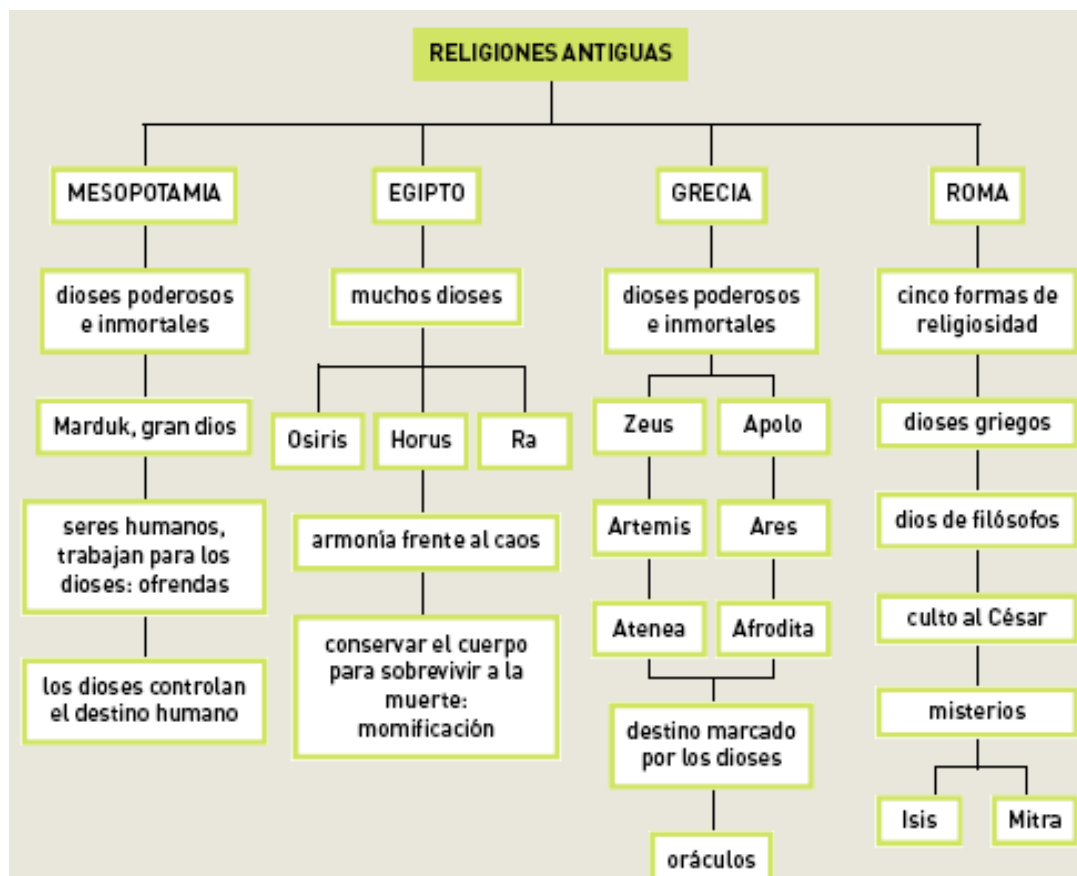 RELIGIONES ANTIGUAS
MESOPOTAMIA
dioses poderosos
e inmortales
Marduk, gran dios
seres humanos,
trabajan para los
dioses: ofrendas
los dioses controlan
el destino humano
EGIPTO
muchos dioses
Osiris
Horus
Ra
armonía frente al caos
conservar el cuerpo
para sobrevivir a la
muerte:
momificación
GRECIA
dioses poderosos
e inmortales
Zeus
Apolo
Artemis
Ares
Atenea
Afrodita
destino marcado
por los dioses
oráculos
ROMA
cinco formas de
religiosidad
dioses griegos
dios de filósofos
culto al César
misterios
Isis
Mitra